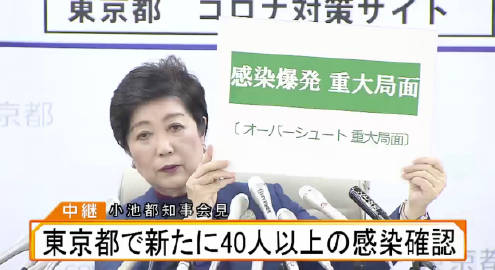 東京都 コロナ対策サイト
京都
感染爆発 重大局面
〔オーバーシュート 重大局面〕
中継 小池都知事会見
東京都で新たに40人以上の感染確認